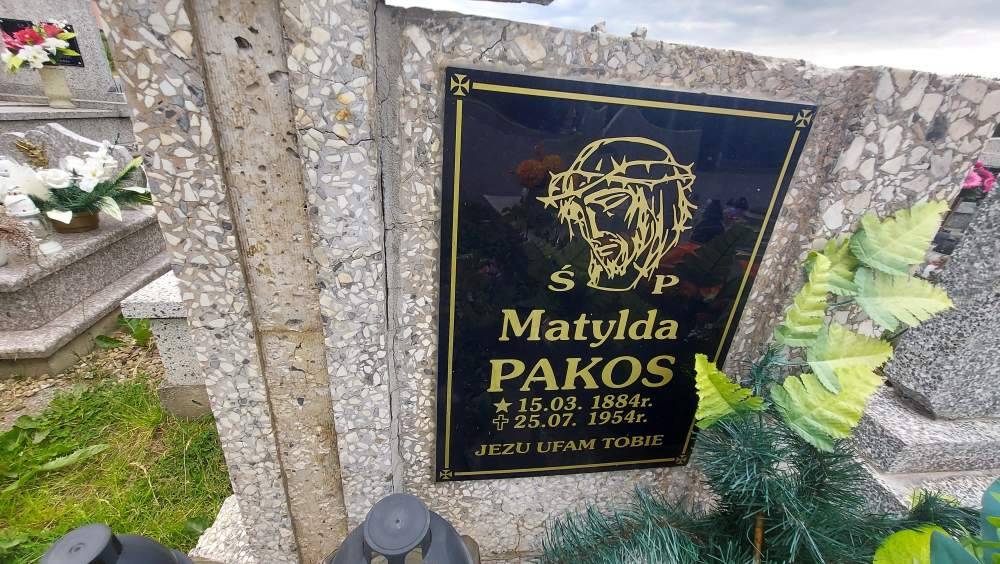 Ś P
Matylda
PAKOS
★ 15.03. 1884r.
✝ 25.07. 1954r.
JEZU UFAM TOBIE